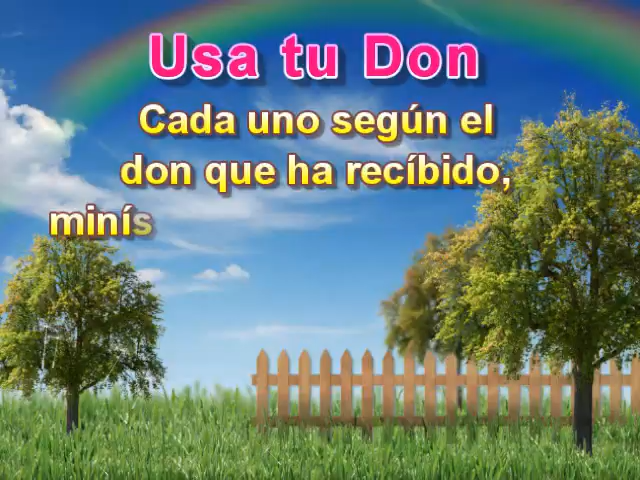 Usa tu Don
Cada uno según el
don que ha recíbido,
minís